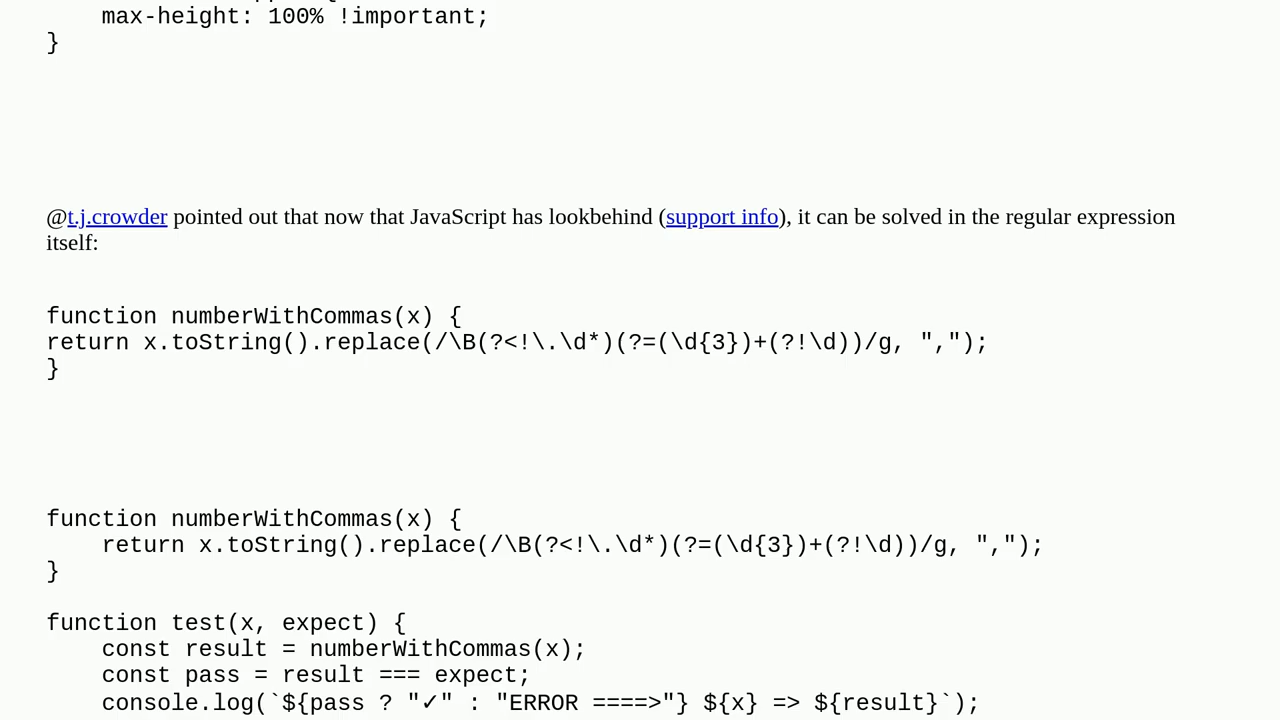 max-height: 100% !important;
}
@t.j.crowder pointed out that now that JavaScript has lookbehind (support info), it can be solved in the regular expression
itself:
function numberWithCommas(x) {
return x.toString().replace(/\B(?<!\.\d*)(?=(\d{3})+(?!\d))/g, ",");
}
function numberWithCommas(x) {
    return x.toString().replace(/\B(?<!\.\d*)(?=(\d{3})+(?!\d))/g, ",");
}
function test(x, expect) {
    const result = numberWithCommas(x);
    const pass = result === expect;
    console.log(`${pass ? "✓" : "ERROR ====>"} ${x} => ${result}`);